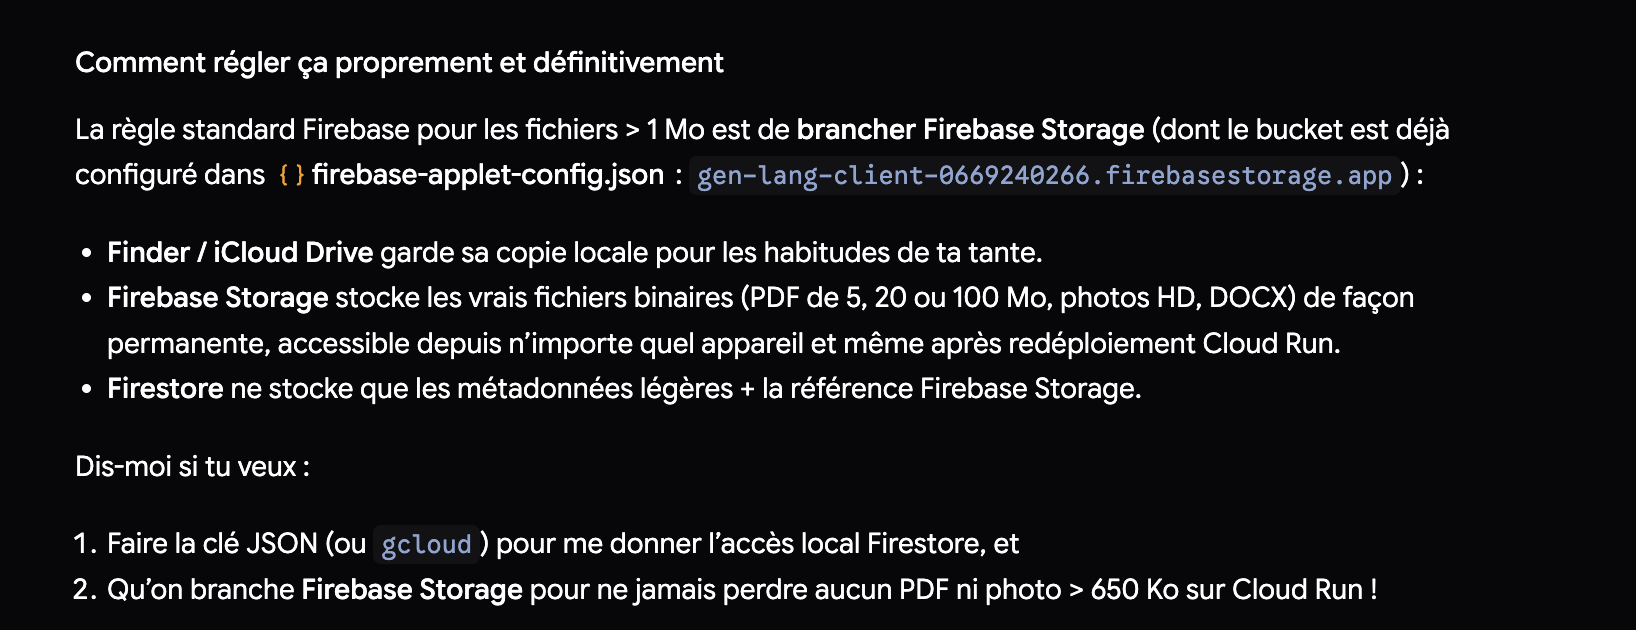 Comment régler ça proprement et définitivement
La règle standard Firebase pour les fichiers > 1 Mo est de brancher Firebase Storage (dont le bucket est déjà
configuré dans {} firebase-applet-config.json : gen-lang-client-0669240266.firebasestorage.app) :
• Finder / iCloud Drive garde sa copie locale pour les habitudes de ta tante.
• Firebase Storage stocke les vrais fichiers binaires (PDF de 5, 20 ou 100 Mo, photos HD, DOCX) de façon
permanente, accessible depuis n’importe quel appareil et même après redéploiement Cloud Run.
• Firestore ne stocke que les métadonnées légères + la référence Firebase Storage.
Dis-moi si tu veux :
1. Faire la clé JSON (ou gcloud) pour me donner l’accès local Firestore, et
2. Qu’on branche Firebase Storage pour ne jamais perdre aucun PDF ni photo > 650 Ko sur Cloud Run !